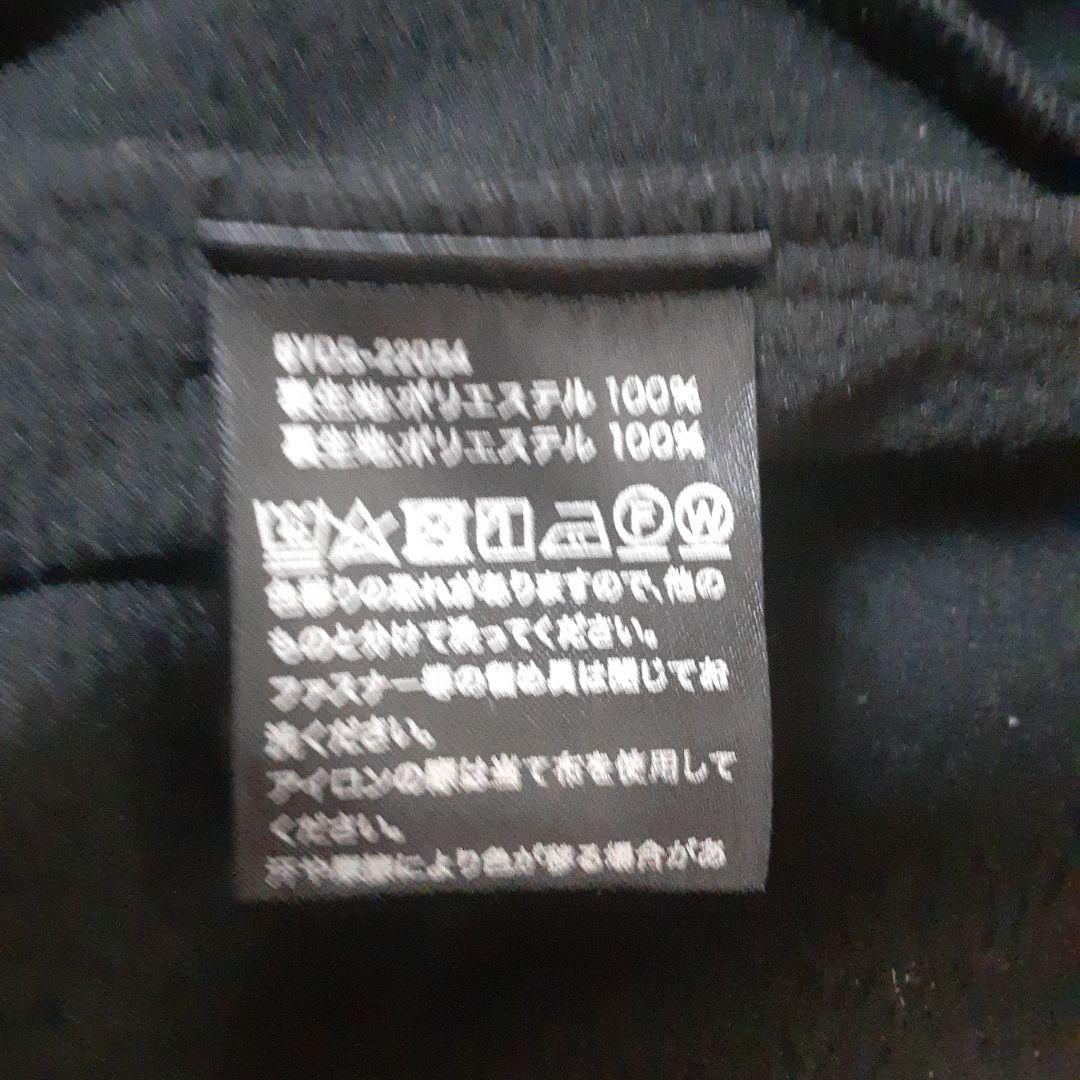 表生地:ポリエステル 100%
裏生地:ポリエステル 100%
F W
色移りの恐れがありますので、他の
ものと分けて洗ってください。
ファスナー等の留め具は閉じてお
洗ください。
アイロンの際は当て布を使用して
ください。
汗や摩擦により色が移る場合があ